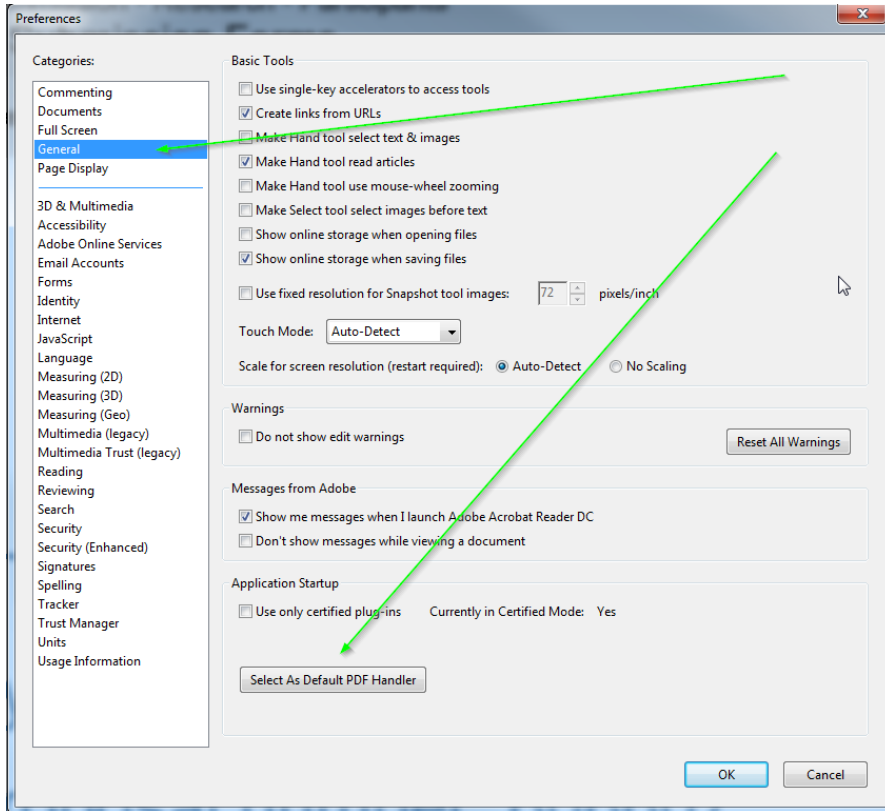 Preferences
Categories:
Commenting
Documents
Full Screen
General
Page Display
3D & Multimedia
Accessibility
Adobe Online Services
Email Accounts
Forms
Identity
Internet
JavaScript
Language
Measuring (2D)
Measuring (3D)
Measuring (Geo)
Multimedia (legacy)
Multimedia Trust (legacy)
Reading
Reviewing
Search
Security
Security (Enhanced)
Signatures
Spelling
Tracker
Trust Manager
Units
Usage Information
Basic Tools
Use single-key accelerators to access tools
Create links from URLs
Make Hand tool select text & images
Make Hand tool read articles
Make Hand tool use mouse-wheel zooming
Make Select tool select images before text
Show online storage when opening files
Show online storage when saving files
Use fixed resolution for Snapshot tool images: 72 pixels/inch
Touch Mode: Auto-Detect
Scale for screen resolution (restart required): Auto-Detect No Scaling
Warnings
Do not show edit warnings
Reset All Warnings
Messages from Adobe
Show me messages when I launch Adobe Acrobat Reader DC
Don't show messages while viewing a document
Application Startup
Use only certified plug-ins Currently in Certified Mode: Yes
Select As Default PDF Handler
OK Cancel